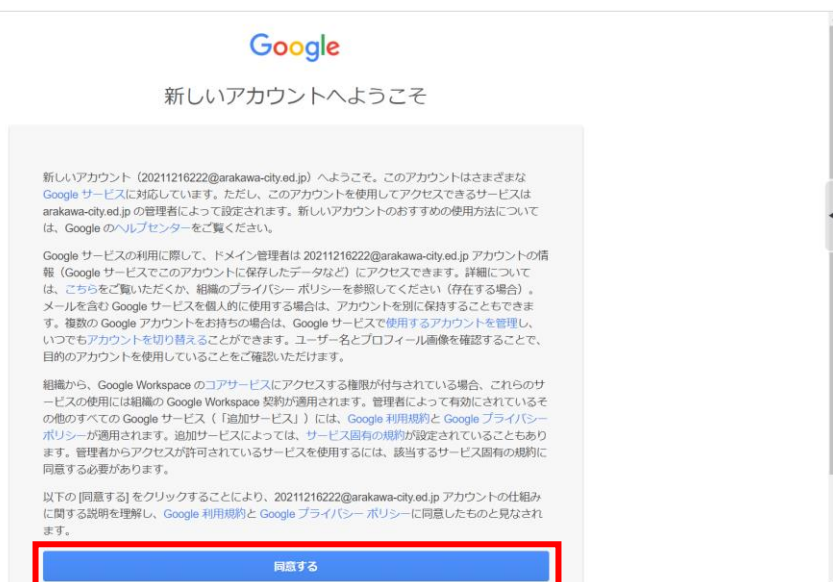 Google
新しいアカウントへようこそ
新しいアカウント（20211216222@arakawa-city.ed.jp）へようこそ。このアカウントはさまざまな
Google サービスに対応しています。ただし、このアカウントを使用してアクセスできるサービスは
arakawa-city.ed.jp の管理者によって設定されます。新しいアカウントのおすすめの使用方法について
は、Google のヘルプセンターをご覧ください。
Google サービスの利用に際して、ドメイン管理者は 20211216222@arakawa-city.ed.jp アカウントの情
報（Google サービスでこのアカウントに保存したデータなど）にアクセスできます。詳細について
は、こちらをご覧いただくか、組織のプライバシー ポリシーを参照してください（存在する場合）。
メールを含む Google サービスを個人的に使用する場合は、アカウントを別に保持することもできま
す。複数の Google アカウントをお持ちの場合は、Google サービスで使用するアカウントを管理し、
いつでもアカウントを切り替えることができます。ユーザー名とプロフィール画像を確認することで、
目的のアカウントを使用していることをご確認いただけます。
組織から、Google Workspace のコアサービスにアクセスする権限が付与されている場合、これらのサ
ービスの使用には組織の Google Workspace 契約が適用されます。管理者によって有効にされているそ
の他のすべての Google サービス（「追加サービス」）には、Google 利用規約と Google プライバシー
ポリシーが適用されます。追加サービスによっては、サービス固有の規約が設定されていることもあり
ます。管理者からアクセスが許可されているサービスを使用するには、該当するサービス固有の規約に
同意する必要があります。
以下の [同意する] をクリックすることにより、20211216222@arakawa-city.ed.jp アカウントの仕組み
に関する説明を理解し、Google 利用規約と Google プライバシー ポリシーに同意したものと見なされ
ます。
同意する